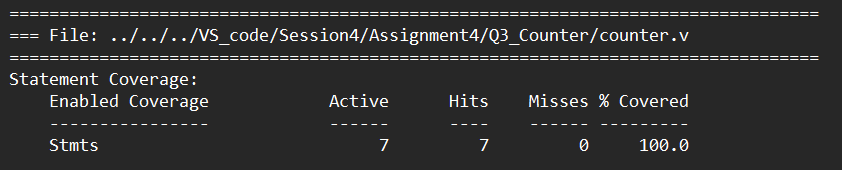 =================================================================================
=== File: ../../../VS_code/Session4/Assignment4/Q3_Counter/counter.v
=================================================================================
Statement Coverage:
    Enabled Coverage            Active      Hits    Misses % Covered
    ----------------            ------      ----    ------ ---------
    Stmts                            7         7         0     100.0